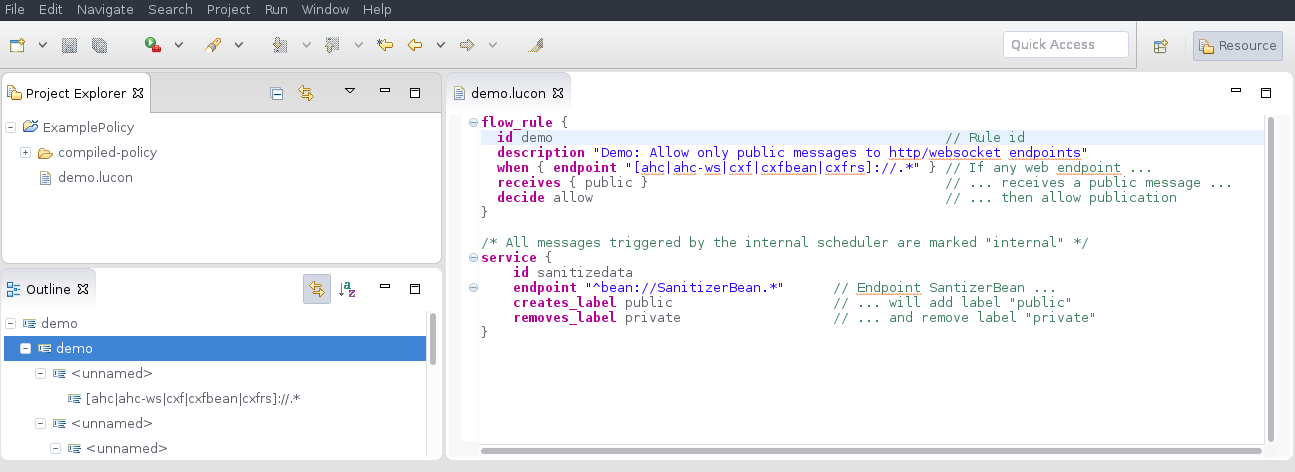 File Edit Navigate Search Project Run Window Help
Quick Access
Resource
Project Explorer
ExamplePolicy
compiled-policy
demo.lucon
Outline
demo
demo
<unnamed>
[ahc|ahc-ws|cxf|cxfbean|cxfrs]://.*
<unnamed>
<unnamed>
demo.lucon
flow_rule {
id demo // Rule id
description "Demo: Allow only public messages to http/websocket endpoints"
when { endpoint "[ahc|ahc-ws|cxf|cxfbean|cxfrs]://.*" } // If any web endpoint ...
receives { public } // ... receives a public message ...
decide allow // ... then allow publication
}
/* All messages triggered by the internal scheduler are marked "internal" */
service {
id sanitizedata
endpoint "^bean://SanitizerBean.*" // Endpoint SantizerBean ...
creates_label public // ... will add label "public"
removes_label private // ... and remove label "private"
}